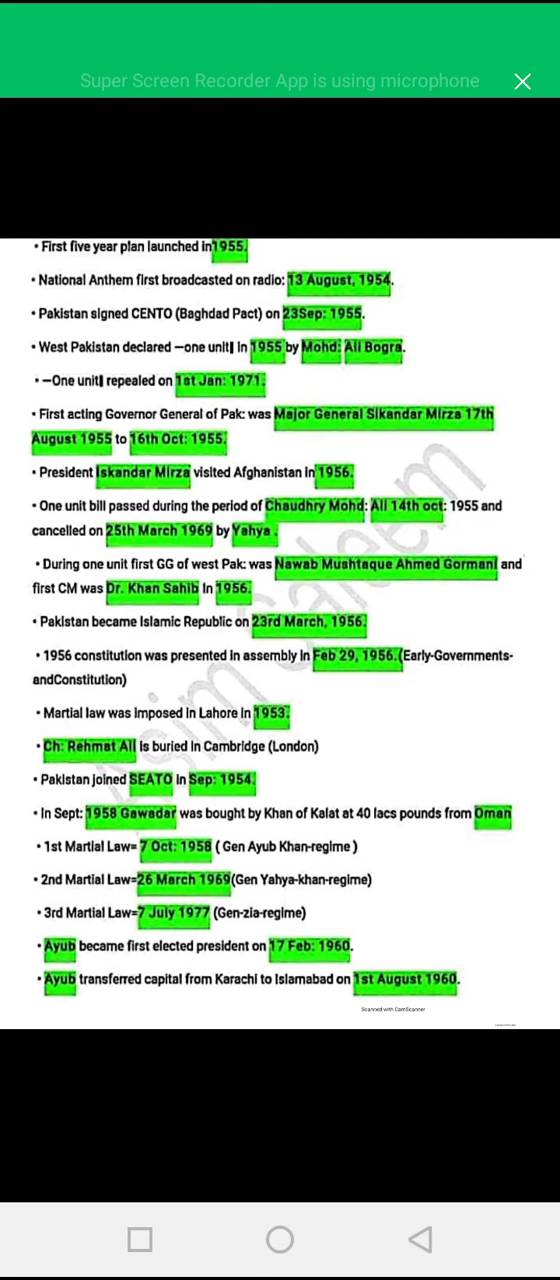 Super Screen Recorder App is using microphone
• First five year plan launched in 1955.
• National Anthem first broadcasted on radio: 13 August, 1954.
• Pakistan signed CENTO (Baghdad Pact) on 23Sep: 1955.
• West Pakistan declared ―one unit‖ in 1955 by Mohd: Ali Bogra.
• ―One unit‖ repealed on 1st Jan: 1971.
• First acting Governor General of Pak: was Major General Sikandar Mirza 17th
August 1955 to 16th Oct: 1955.
• President Iskandar Mirza visited Afghanistan in 1956.
• One unit bill passed during the period of Chaudhry Mohd: Ali 14th oct: 1955 and
cancelled on 25th March 1969 by Yahya .
• During one unit first GG of west Pak: was Nawab Mushtaque Ahmed Gormani and
first CM was Dr. Khan Sahib in 1956.
• Pakistan became Islamic Republic on 23rd March, 1956.
• 1956 constitution was presented in assembly in Feb 29, 1956.(Early-Governments-
andConstitution)
• Martial law was imposed in Lahore in 1953.
• Ch: Rehmat Ali is buried in Cambridge (London)
• Pakistan joined SEATO in Sep: 1954.
• In Sept: 1958 Gawadar was bought by Khan of Kalat at 40 lacs pounds from Oman
• 1st Martial Law= 7 Oct: 1958 ( Gen Ayub Khan-regime )
• 2nd Martial Law=26 March 1969(Gen Yahya-khan-regime)
• 3rd Martial Law=7 July 1977 (Gen-zia-regime)
• Ayub became first elected president on 17 Feb: 1960.
• Ayub transferred capital from Karachi to Islamabad on 1st August 1960.
Asim Saleem
Scanned with CamScanner